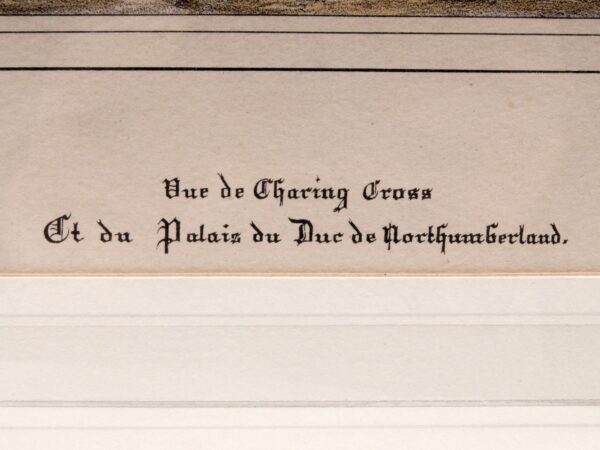 Vue de Charing Cross
Et du Palais du Duc de Northumberland.